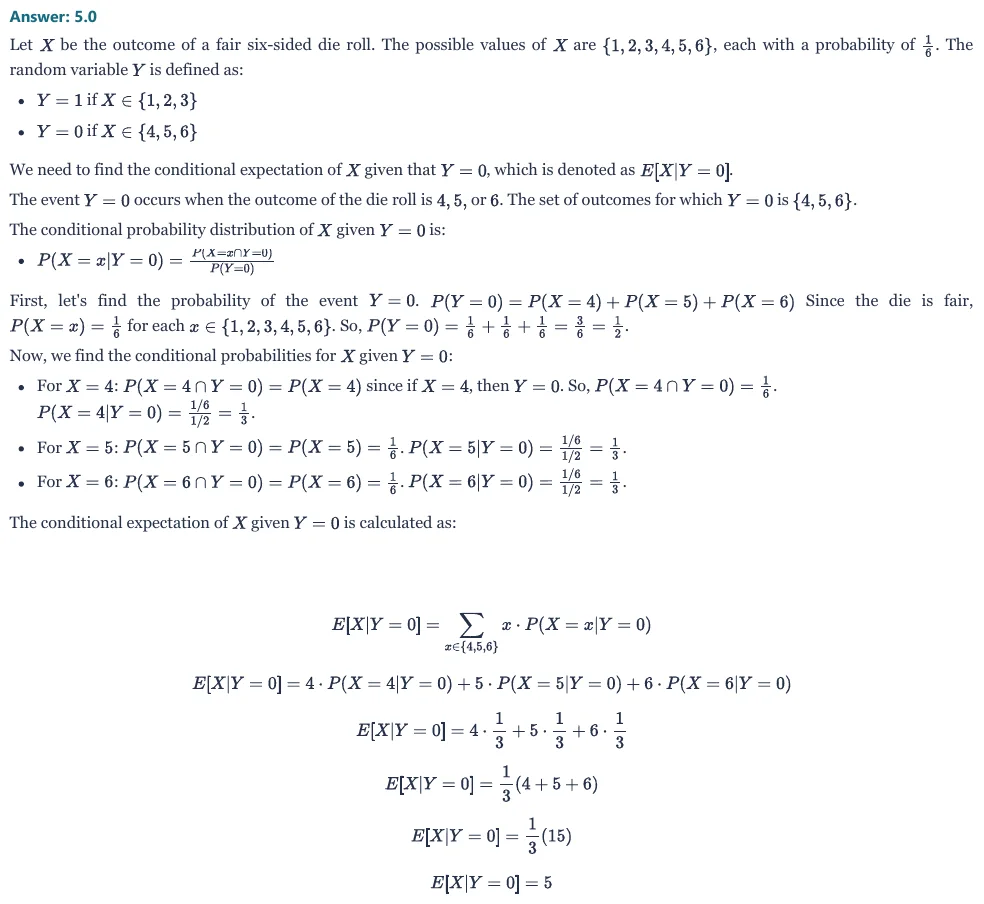 Answer: 5.0
Let X be the outcome of a fair six-sided die roll. The possible values of X are {1, 2, 3, 4, 5, 6}, each with a probability of 1/6. The
random variable Y is defined as:
• Y = 1 if X ∈ {1, 2, 3}
• Y = 0 if X ∈ {4, 5, 6}
We need to find the conditional expectation of X given that Y = 0, which is denoted as E[X|Y = 0].
The event Y = 0 occurs when the outcome of the die roll is 4, 5, or 6. The set of outcomes for which Y = 0 is {4, 5, 6}.
The conditional probability distribution of X given Y = 0 is:
• P(X = x|Y = 0) = P(X=x∩Y=0)/P(Y=0)
First, let's find the probability of the event Y = 0. P(Y = 0) = P(X = 4) + P(X = 5) + P(X = 6) Since the die is fair,
P(X = x) = 1/6 for each x ∈ {1, 2, 3, 4, 5, 6}. So, P(Y = 0) = 1/6 + 1/6 + 1/6 = 3/6 = 1/2.
Now, we find the conditional probabilities for X given Y = 0:
• For X = 4: P(X = 4 ∩ Y = 0) = P(X = 4) since if X = 4, then Y = 0. So, P(X = 4 ∩ Y = 0) = 1/6.
P(X = 4|Y = 0) = (1/6)/(1/2) = 1/3.
• For X = 5: P(X = 5 ∩ Y = 0) = P(X = 5) = 1/6. P(X = 5|Y = 0) = (1/6)/(1/2) = 1/3.
• For X = 6: P(X = 6 ∩ Y = 0) = P(X = 6) = 1/6. P(X = 6|Y = 0) = (1/6)/(1/2) = 1/3.
The conditional expectation of X given Y = 0 is calculated as:
E[X|Y = 0] = ∑_{x∈{4,5,6}} x · P(X = x|Y = 0)
E[X|Y = 0] = 4 · P(X = 4|Y = 0) + 5 · P(X = 5|Y = 0) + 6 · P(X = 6|Y = 0)
E[X|Y = 0] = 4 · 1/3 + 5 · 1/3 + 6 · 1/3
E[X|Y = 0] = 1/3(4 + 5 + 6)
E[X|Y = 0] = 1/3(15)
E[X|Y = 0] = 5